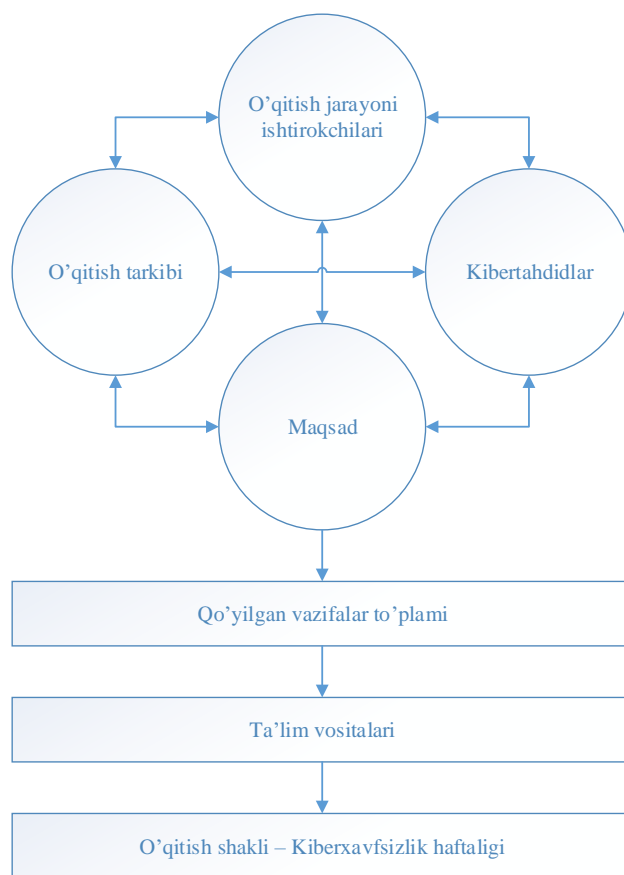 O’qitish jarayoni
ishtirokchilari
O’qitish tarkibi
Kibertahdidlar
Maqsad
Qo’yilgan vazifalar to’plami
Ta’lim vositalari
O’qitish shakli – Kiberxavfsizlik haftaligi